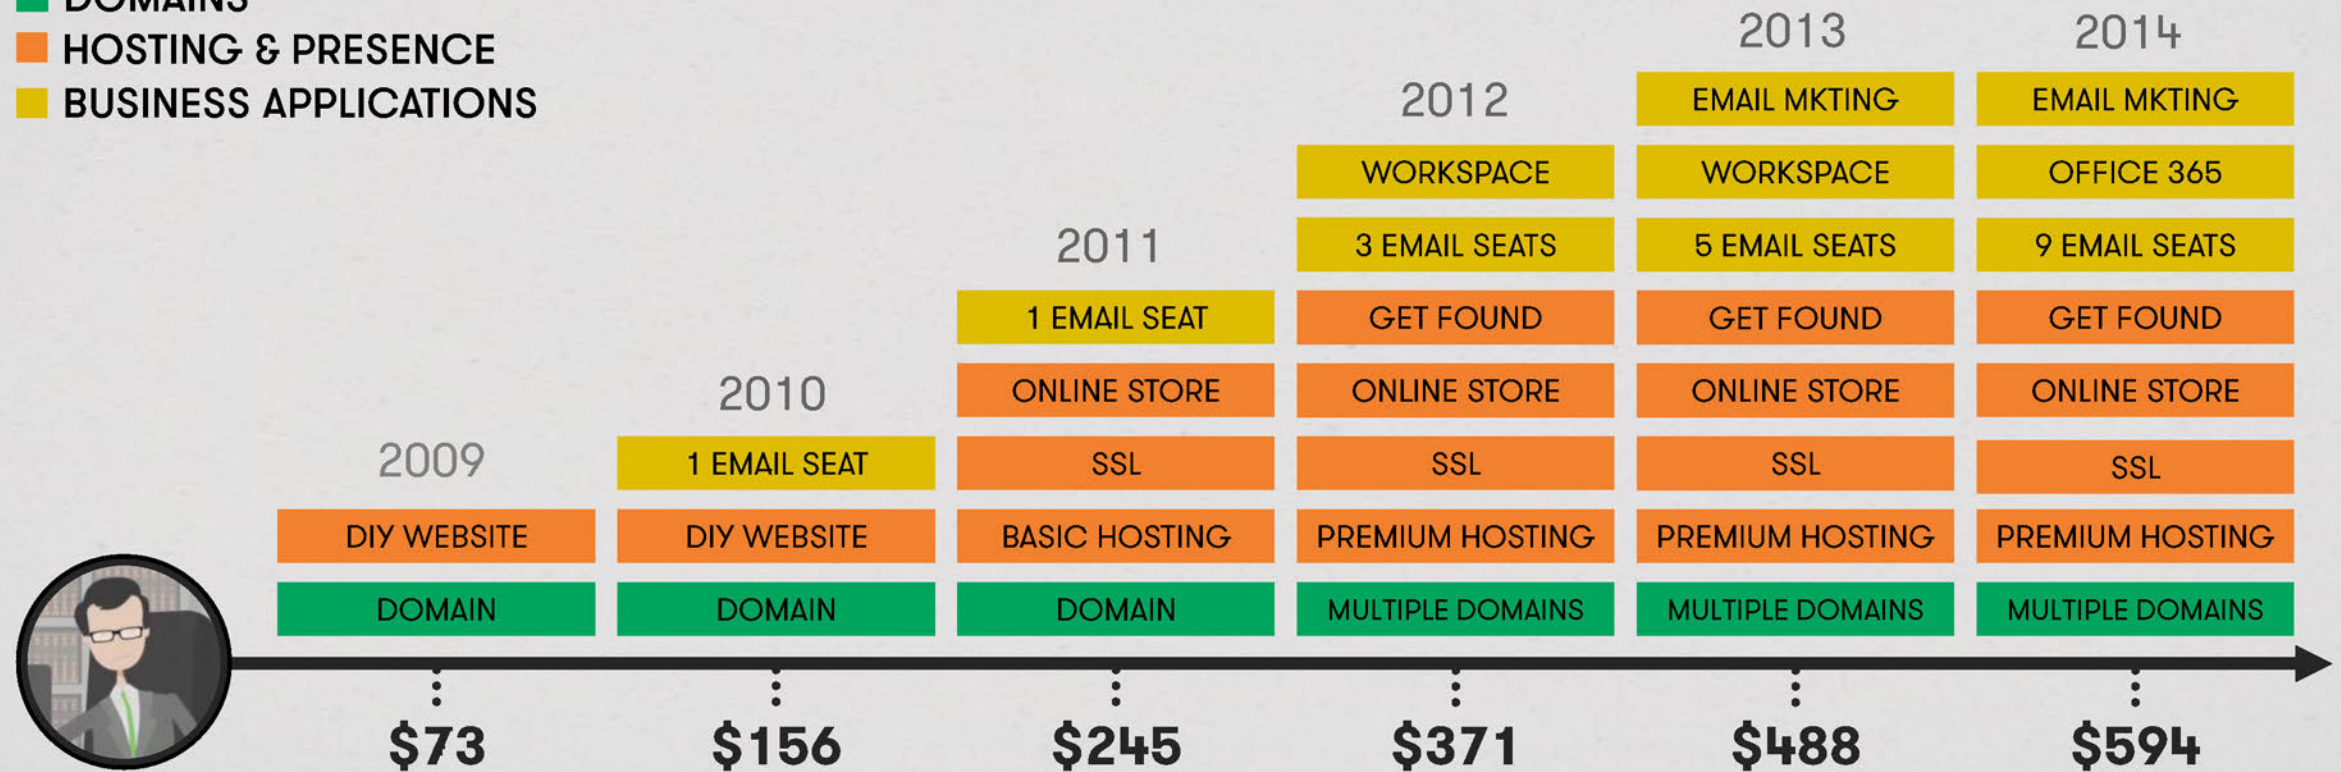 DOMAINS
HOSTING & PRESENCE
BUSINESS APPLICATIONS
2009
DIY WEBSITE
DOMAIN
$73
2010
1 EMAIL SEAT
DIY WEBSITE
DOMAIN
$156
2011
1 EMAIL SEAT
ONLINE STORE
SSL
BASIC HOSTING
DOMAIN
$245
2012
WORKSPACE
3 EMAIL SEATS
GET FOUND
ONLINE STORE
SSL
PREMIUM HOSTING
MULTIPLE DOMAINS
$371
2013
EMAIL MKTING
WORKSPACE
5 EMAIL SEATS
GET FOUND
ONLINE STORE
SSL
PREMIUM HOSTING
MULTIPLE DOMAINS
$488
2014
EMAIL MKTING
OFFICE 365
9 EMAIL SEATS
GET FOUND
ONLINE STORE
SSL
PREMIUM HOSTING
MULTIPLE DOMAINS
$594